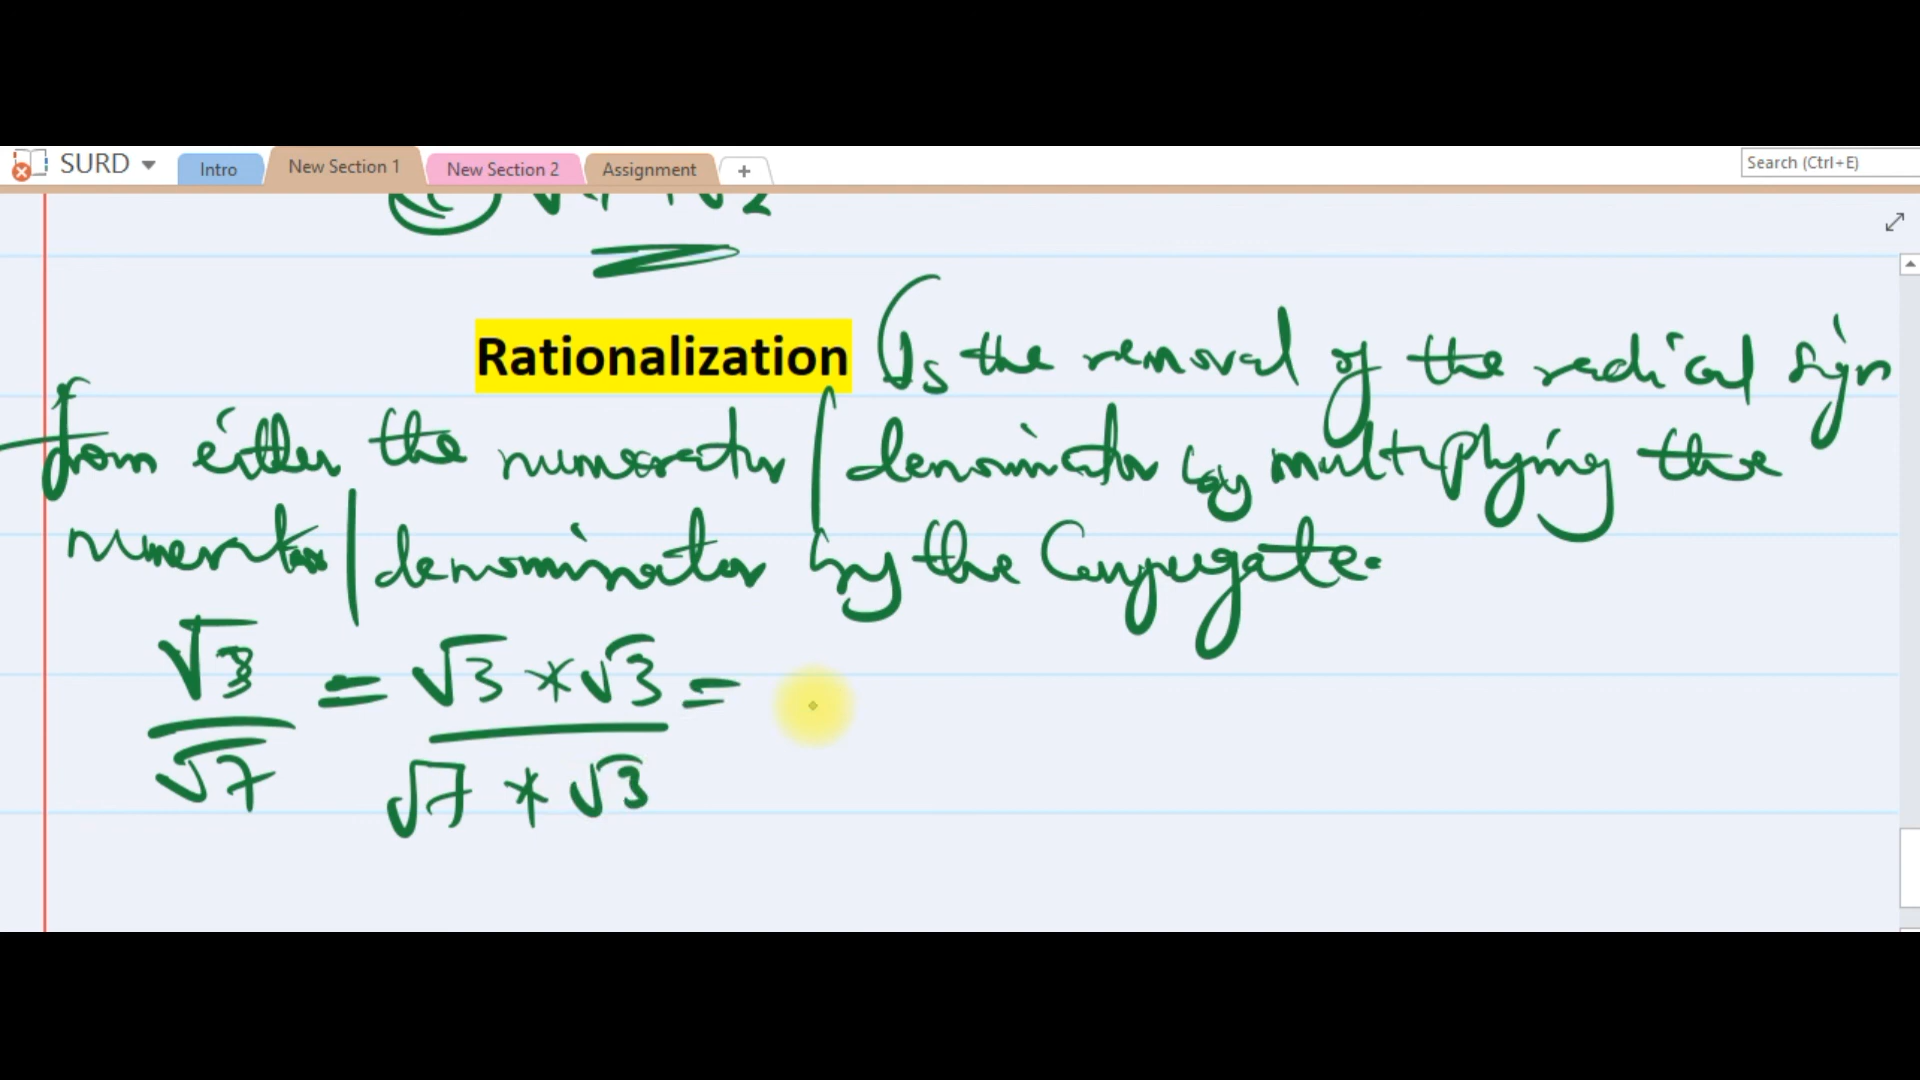 SURD Intro New Section 1 New Section 2 Assignment + Search (Ctrl+E)
Rationalization (Is the removal of the radical sign
from either the numerator / denominator by multiplying the
numerator / denominator by the Conjugate.
√3/√7 = √3 * √3 / √7 * √3 =